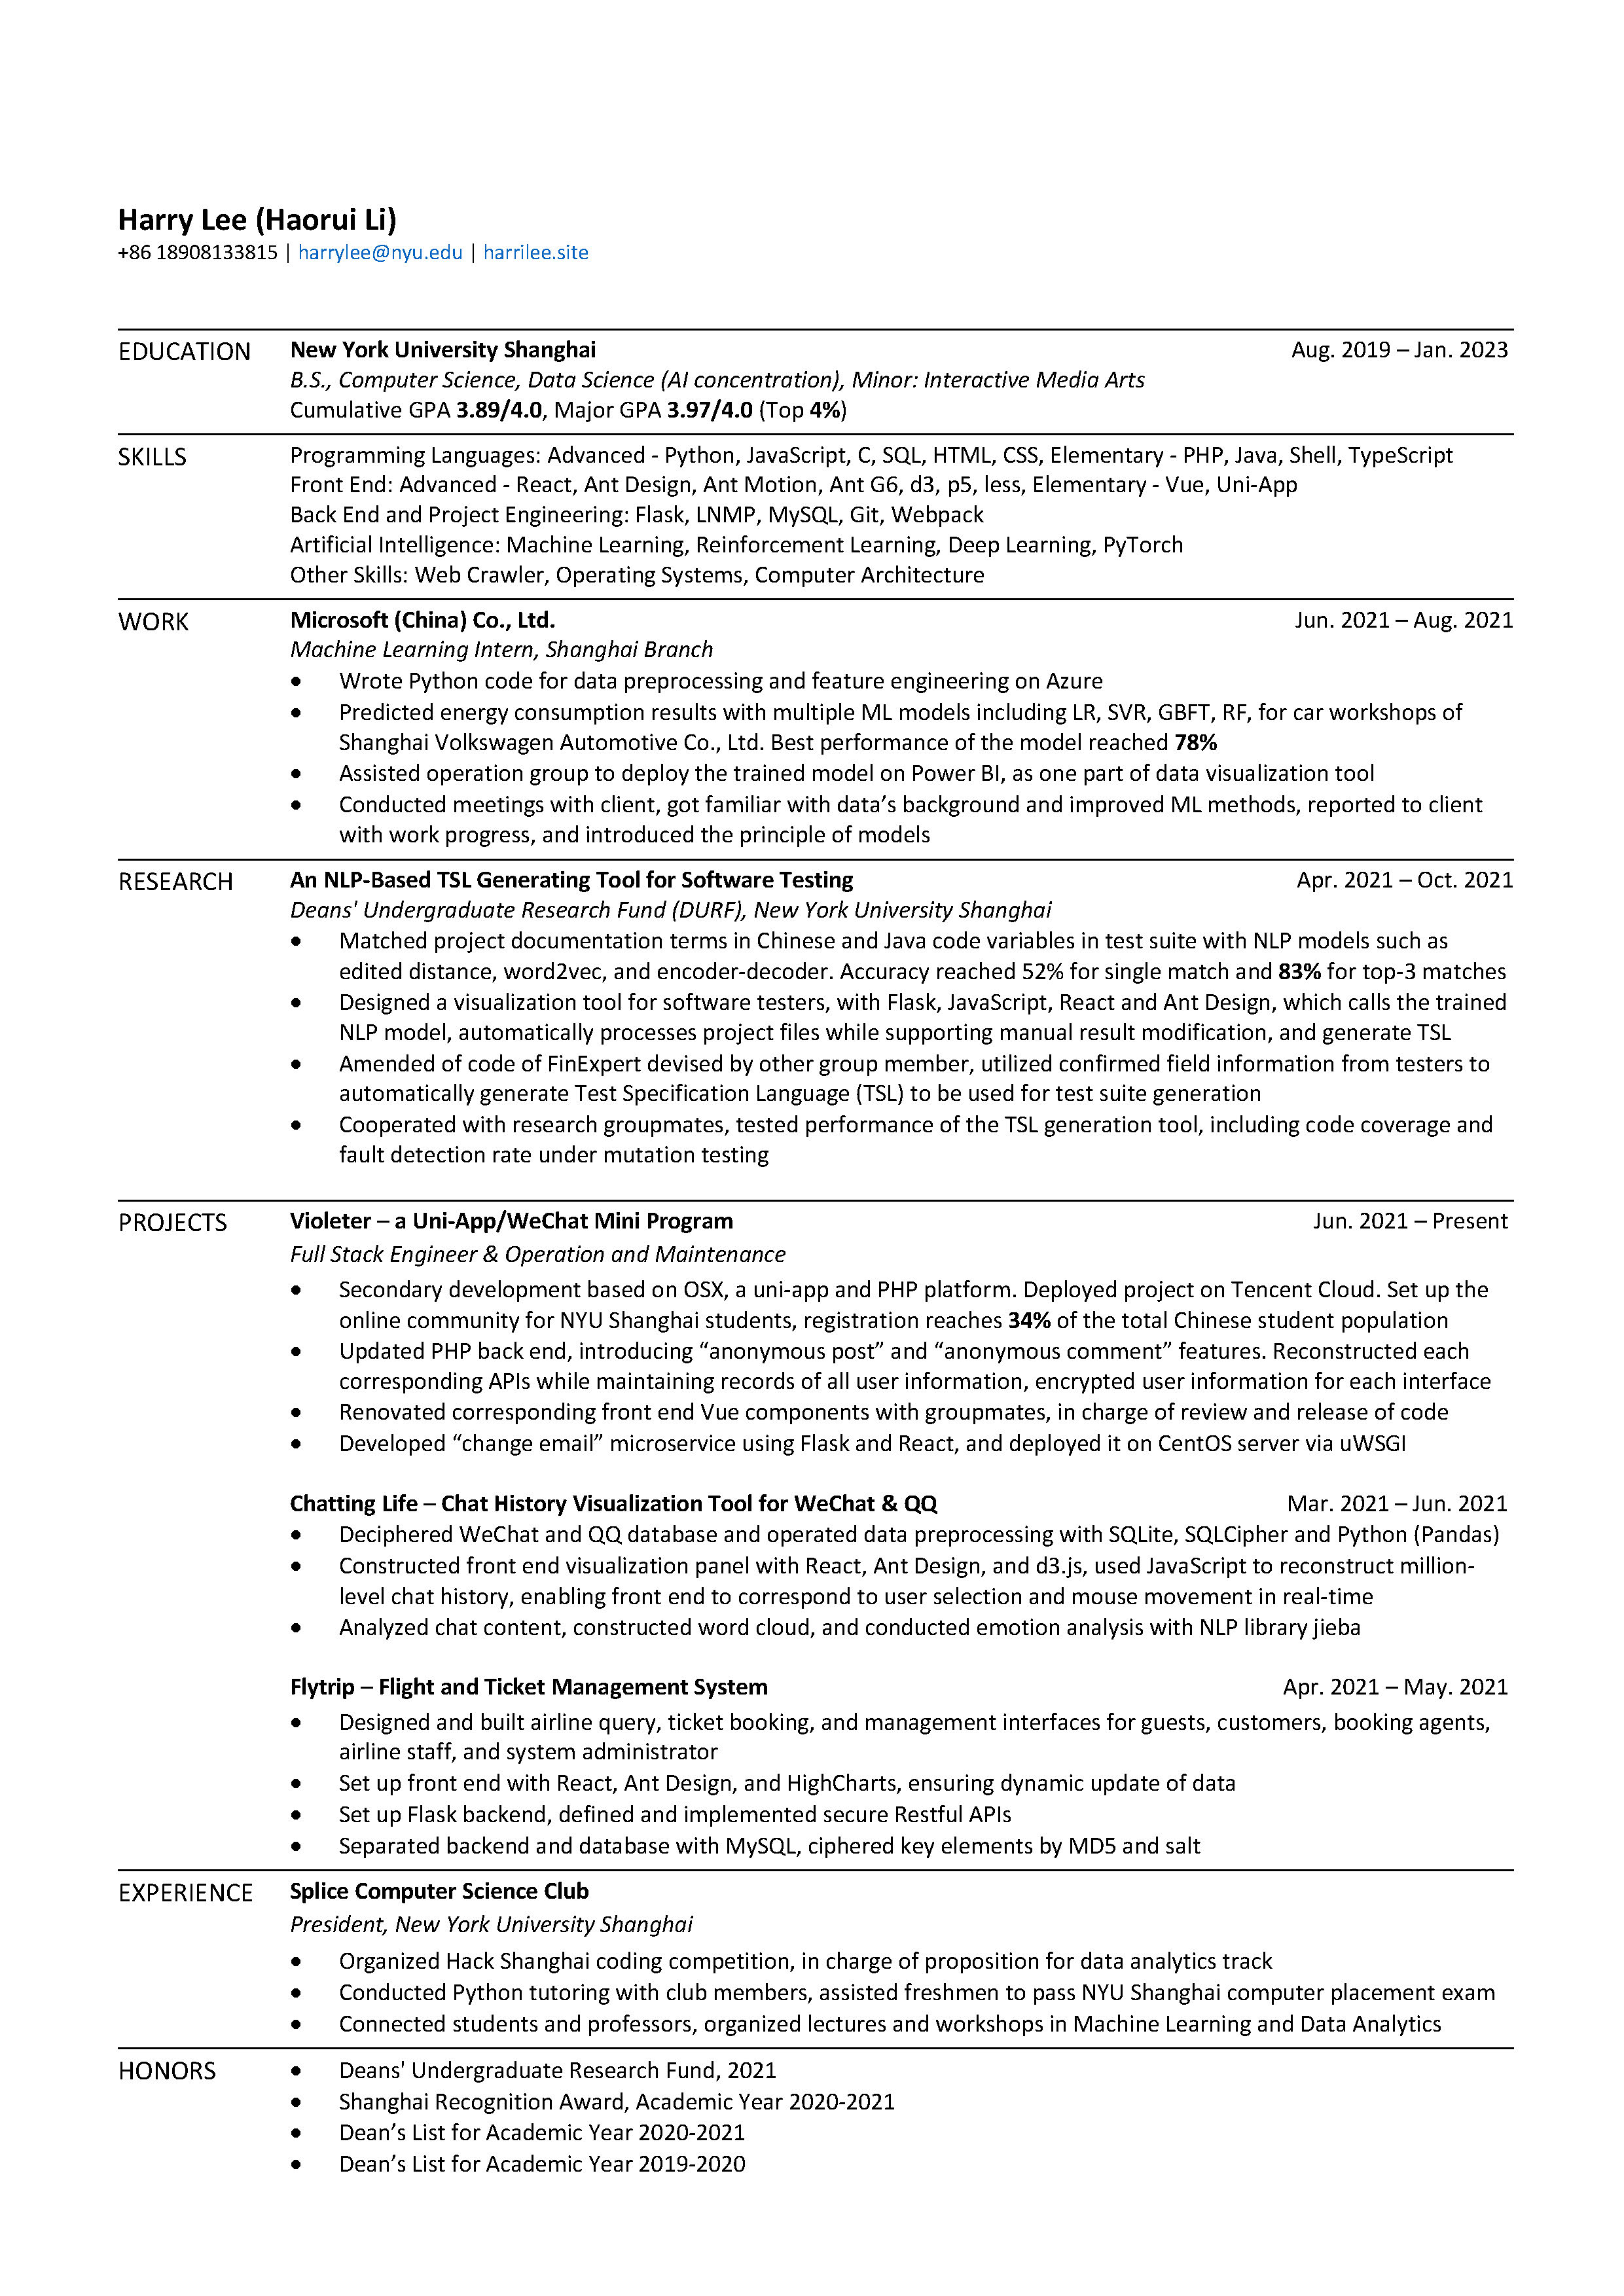 Harry Lee (Haorui Li)
+86 18908133815 | harrylee@nyu.edu | harrilee.site
EDUCATION New York University Shanghai Aug. 2019 – Jan. 2023
B.S., Computer Science, Data Science (AI concentration), Minor: Interactive Media Arts
Cumulative GPA 3.89/4.0, Major GPA 3.97/4.0 (Top 4%)
SKILLS Programming Languages: Advanced - Python, JavaScript, C, SQL, HTML, CSS, Elementary - PHP, Java, Shell, TypeScript
Front End: Advanced - React, Ant Design, Ant Motion, Ant G6, d3, p5, less, Elementary - Vue, Uni-App
Back End and Project Engineering: Flask, LNMP, MySQL, Git, Webpack
Artificial Intelligence: Machine Learning, Reinforcement Learning, Deep Learning, PyTorch
Other Skills: Web Crawler, Operating Systems, Computer Architecture
WORK Microsoft (China) Co., Ltd. Jun. 2021 – Aug. 2021
Machine Learning Intern, Shanghai Branch
• Wrote Python code for data preprocessing and feature engineering on Azure
• Predicted energy consumption results with multiple ML models including LR, SVR, GBFT, RF, for car workshops of
Shanghai Volkswagen Automotive Co., Ltd. Best performance of the model reached 78%
• Assisted operation group to deploy the trained model on Power BI, as one part of data visualization tool
• Conducted meetings with client, got familiar with data’s background and improved ML methods, reported to client
with work progress, and introduced the principle of models
RESEARCH An NLP-Based TSL Generating Tool for Software Testing Apr. 2021 – Oct. 2021
Deans' Undergraduate Research Fund (DURF), New York University Shanghai
• Matched project documentation terms in Chinese and Java code variables in test suite with NLP models such as
edited distance, word2vec, and encoder-decoder. Accuracy reached 52% for single match and 83% for top-3 matches
• Designed a visualization tool for software testers, with Flask, JavaScript, React and Ant Design, which calls the trained
NLP model, automatically processes project files while supporting manual result modification, and generate TSL
• Amended of code of FinExpert devised by other group member, utilized confirmed field information from testers to
automatically generate Test Specification Language (TSL) to be used for test suite generation
• Cooperated with research groupmates, tested performance of the TSL generation tool, including code coverage and
fault detection rate under mutation testing
PROJECTS Violeter – a Uni-App/WeChat Mini Program Jun. 2021 – Present
Full Stack Engineer & Operation and Maintenance
• Secondary development based on OSX, a uni-app and PHP platform. Deployed project on Tencent Cloud. Set up the
online community for NYU Shanghai students, registration reaches 34% of the total Chinese student population
• Updated PHP back end, introducing “anonymous post” and “anonymous comment” features. Reconstructed each
corresponding APIs while maintaining records of all user information, encrypted user information for each interface
• Renovated corresponding front end Vue components with groupmates, in charge of review and release of code
• Developed “change email” microservice using Flask and React, and deployed it on CentOS server via uWSGI
Chatting Life – Chat History Visualization Tool for WeChat & QQ Mar. 2021 – Jun. 2021
• Deciphered WeChat and QQ database and operated data preprocessing with SQLite, SQLCipher and Python (Pandas)
• Constructed front end visualization panel with React, Ant Design, and d3.js, used JavaScript to reconstruct million-
level chat history, enabling front end to correspond to user selection and mouse movement in real-time
• Analyzed chat content, constructed word cloud, and conducted emotion analysis with NLP library jieba
Flytrip – Flight and Ticket Management System Apr. 2021 – May. 2021
• Designed and built airline query, ticket booking, and management interfaces for guests, customers, booking agents,
airline staff, and system administrator
• Set up front end with React, Ant Design, and HighCharts, ensuring dynamic update of data
• Set up Flask backend, defined and implemented secure Restful APIs
• Separated backend and database with MySQL, ciphered key elements by MD5 and salt
EXPERIENCE Splice Computer Science Club
President, New York University Shanghai
• Organized Hack Shanghai coding competition, in charge of proposition for data analytics track
• Conducted Python tutoring with club members, assisted freshmen to pass NYU Shanghai computer placement exam
• Connected students and professors, organized lectures and workshops in Machine Learning and Data Analytics
HONORS • Deans' Undergraduate Research Fund, 2021
• Shanghai Recognition Award, Academic Year 2020-2021
• Dean’s List for Academic Year 2020-2021
• Dean’s List for Academic Year 2019-2020